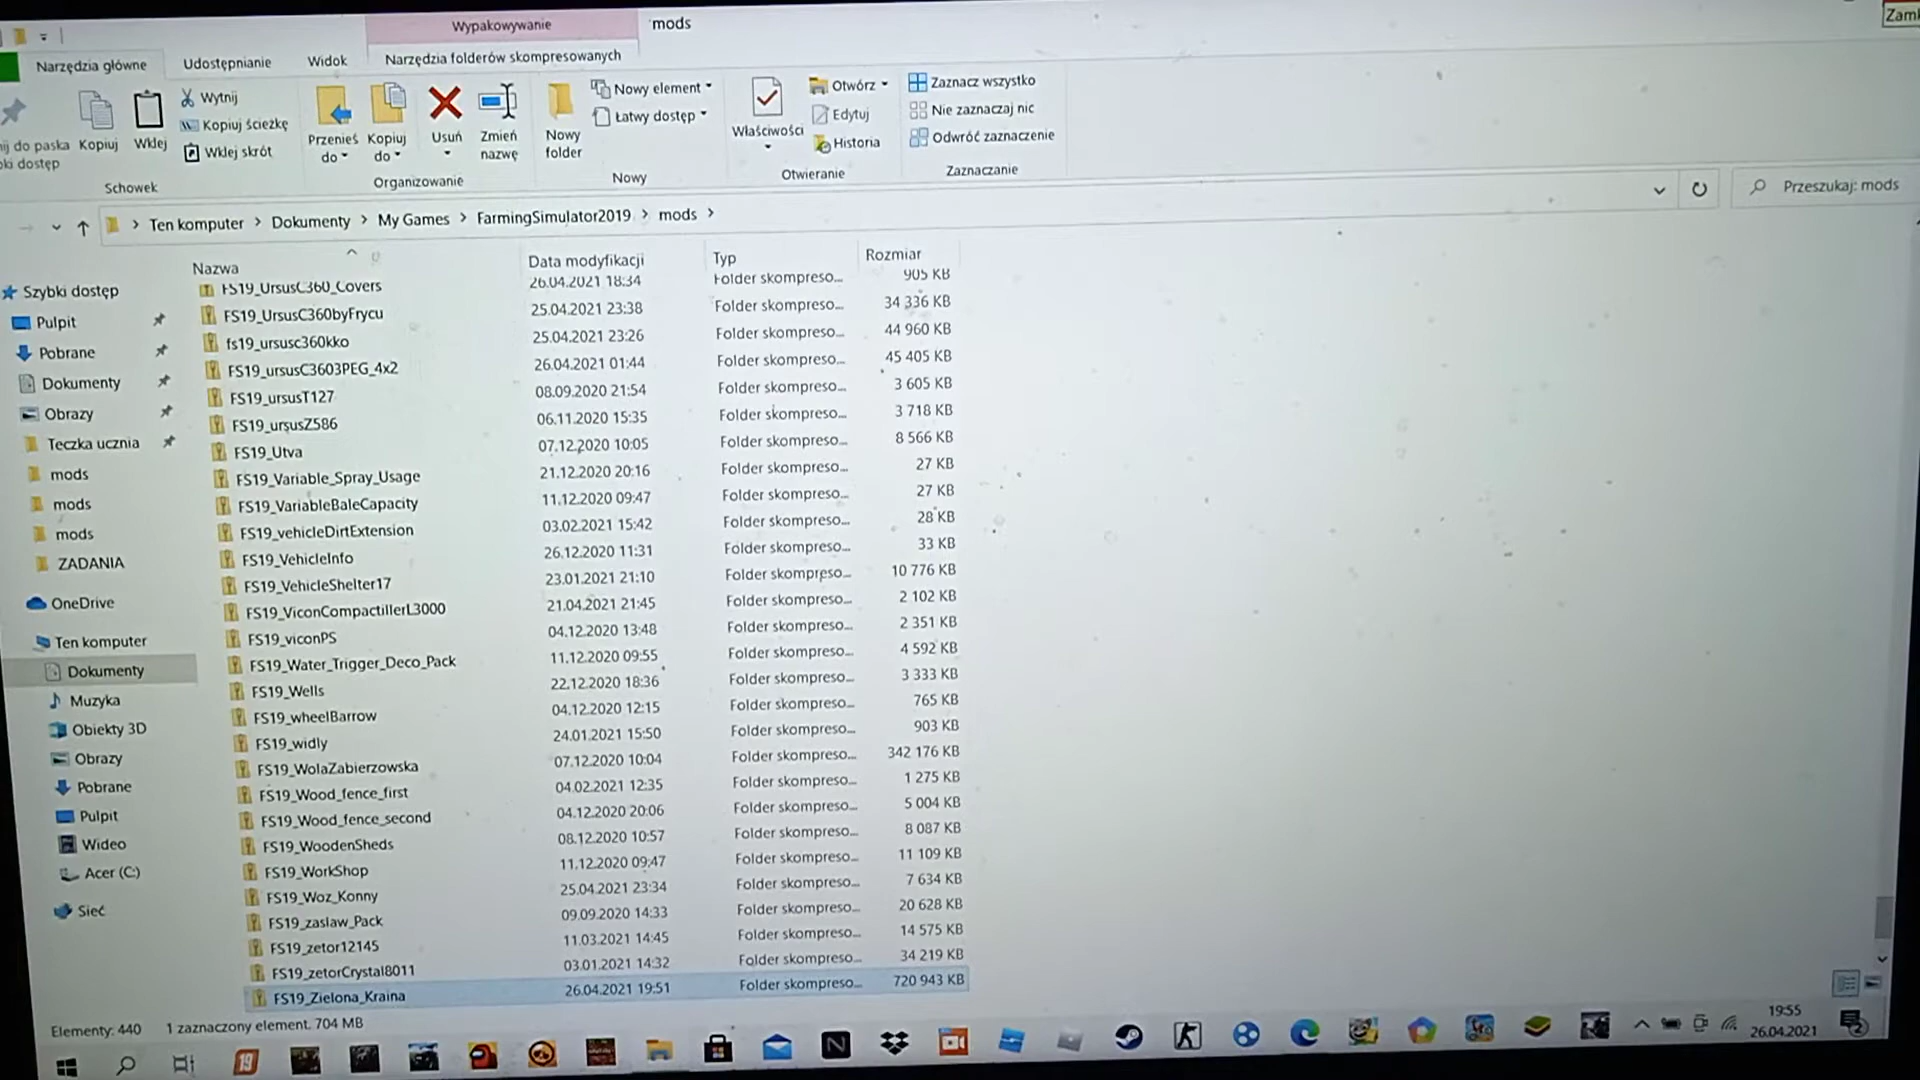 Wypakowywanie
mods
Zamk
Narzędzia główne
Udostępnianie
Widok
Narzędzia folderów skompresowanych
Kopiuj
Wklej
Wytnij
Kopiuj ścieżkę
Wklej skrót
Schowek
Przenieś do
Kopiuj do
Usuń
Zmień nazwę
Organizowanie
Nowy folder
Nowy element
Łatwy dostęp
Nowy
Właściwości
Otwórz
Edytuj
Historia
Otwieranie
Zaznacz wszystko
Nie zaznaczaj nic
Odwróć zaznaczenie
Zaznaczanie
Ten komputer > Dokumenty > My Games > FarmingSimulator2019 > mods >
Przeszukaj: mods
Szybki dostęp
Pulpit
Pobrane
Dokumenty
Obrazy
Teczka ucznia
mods
mods
mods
ZADANIA
OneDrive
Ten komputer
Dokumenty
Muzyka
Obiekty 3D
Obrazy
Pobrane
Pulpit
Wideo
Acer (C:)
Sieć
Nazwa Data modyfikacji Typ Rozmiar
FS19_UrsusC360_Covers 26.04.2021 18:34 Folder skompreso... 905 KB
FS19_UrsusC360byFrycu 25.04.2021 23:38 Folder skompreso... 34 336 KB
fs19_ursusc360kko 25.04.2021 23:26 Folder skompreso... 44 960 KB
FS19_ursusC3603PEG_4x2 26.04.2021 01:44 Folder skompreso... 45 405 KB
FS19_ursusT127 08.09.2020 21:54 Folder skompreso... 3 605 KB
FS19_ursusZ586 06.11.2020 15:35 Folder skompreso... 3 718 KB
FS19_Utva 07.12.2020 10:05 Folder skompreso... 8 566 KB
FS19_Variable_Spray_Usage 21.12.2020 20:16 Folder skompreso... 27 KB
FS19_VariableBaleCapacity 11.12.2020 09:47 Folder skompreso... 27 KB
FS19_vehicleDirtExtension 03.02.2021 15:42 Folder skompreso... 28 KB
FS19_VehicleInfo 26.12.2020 11:31 Folder skompreso... 33 KB
FS19_VehicleShelter17 23.01.2021 21:10 Folder skompreso... 10 776 KB
FS19_ViconCompactillerL3000 21.04.2021 21:45 Folder skompreso... 2 102 KB
FS19_viconPS 04.12.2020 13:48 Folder skompreso... 2 351 KB
FS19_Water_Trigger_Deco_Pack 11.12.2020 09:55 Folder skompreso... 4 592 KB
FS19_Wells 22.12.2020 18:36 Folder skompreso... 3 333 KB
FS19_wheelBarrow 04.12.2020 12:15 Folder skompreso... 765 KB
FS19_widly 24.01.2021 15:50 Folder skompreso... 903 KB
FS19_WolaZabierzowska 07.12.2020 10:04 Folder skompreso... 342 176 KB
FS19_Wood_fence_first 04.02.2021 12:35 Folder skompreso... 1 275 KB
FS19_Wood_fence_second 04.12.2020 20:06 Folder skompreso... 5 004 KB
FS19_WoodenSheds 08.12.2020 10:57 Folder skompreso... 8 087 KB
FS19_WorkShop 11.12.2020 09:47 Folder skompreso... 11 109 KB
FS19_Woz_Konny 25.04.2021 23:34 Folder skompreso... 7 634 KB
FS19_zaslaw_Pack 09.09.2020 14:33 Folder skompreso... 20 628 KB
FS19_zetor12145 11.03.2021 14:45 Folder skompreso... 14 575 KB
FS19_zetorCrystal8011 03.01.2021 14:32 Folder skompreso... 34 219 KB
FS19_Zielona_Kraina 26.04.2021 19:51 Folder skompreso... 720 943 KB
Elementy: 440 1 zaznaczony element. 704 MB
19
N
19:55
26.04.2021
2